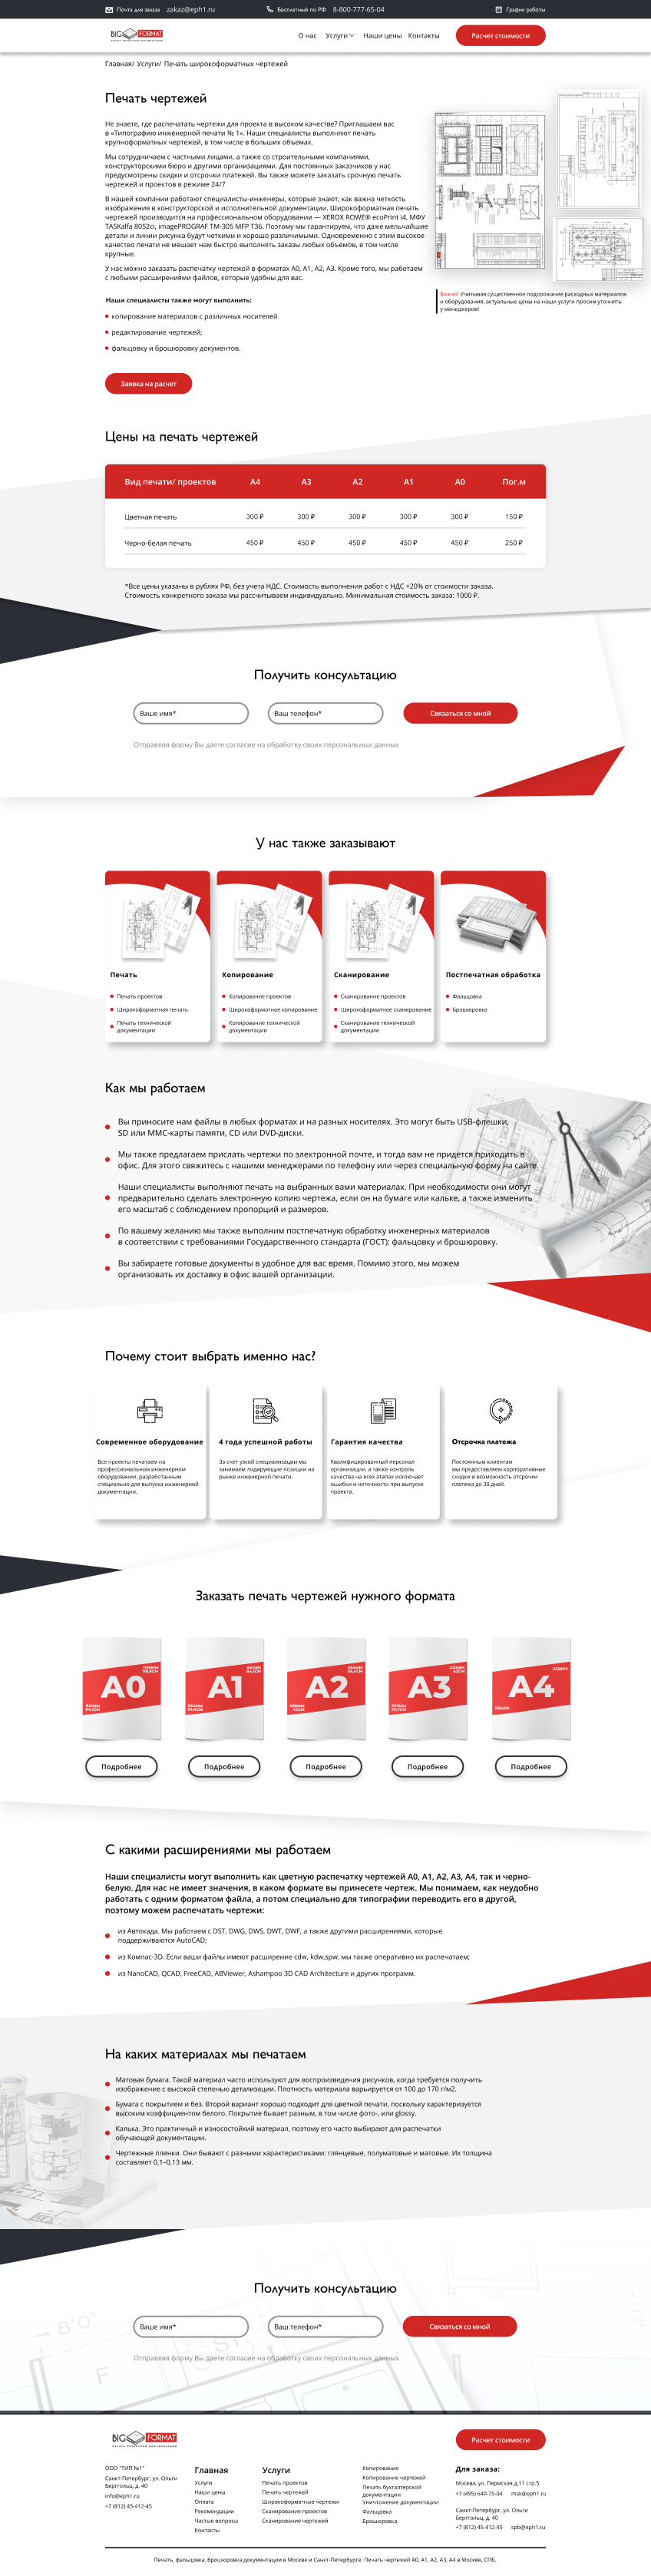 Почта для заказа zakaz@eph1.ru Бесплатный по РФ 8-800-777-65-04 График работы
BIG FORMAT
О нас Услуги Наши цены Контакты Расчет стоимости
Главная/ Услуги/ Печать широкоформатных чертежей
Печать чертежей
Не знаете, где распечатать чертежи для проекта в высоком качестве? Приглашаем вас
в «Типографию инженерной печати № 1». Наши специалисты выполняют печать
крупноформатных чертежей, в том числе в больших объемах.
Мы сотрудничаем с частными лицами, а также со строительными компаниями,
конструкторскими бюро и другими организациями. Для постоянных заказчиков у нас
предусмотрены скидки и отсрочки платежей. Вы также можете заказать срочную печать
чертежей и проектов в режиме 24/7
В нашей компании работают специалисты-инженеры, которые знают, как важна четкость
изображения в конструкторской и исполнительной документации. Широкоформатная печать
чертежей производится на профессиональном оборудовании — XEROX ROWE® ecoPrint i4, МФУ
TASKalfa 8052ci, imagePROGRAF TM-305 MFP T36. Поэтому мы гарантируем, что даже мельчайшие
детали и линии рисунка будут четкими и хорошо различимыми. Одновременно с этим высокое
качество печати не мешает нам быстро выполнять заказы любых объемов, в том числе
крупные.
У нас можно заказать распечатку чертежей в форматах А0, А1, А2, А3. Кроме того, мы работаем
с любыми расширениями файлов, которые удобны для вас.
Важно! Учитывая существенное подорожание расходных материалов
и оборудования, актуальные цены на наши услуги просим уточнять
у менеджеров!
Наши специалисты также могут выполнить:
копирование материалов с различных носителей
редактирование чертежей;
фальцовку и брошюровку документов.
Заявка на расчет
Цены на печать чертежей
Вид печати/ проектов А4 А3 А2 А1 А0 Пог.м
Цветная печать 300 ₽ 300 ₽ 300 ₽ 300 ₽ 300 ₽ 150 ₽
Черно-белая печать 450 ₽ 450 ₽ 450 ₽ 450 ₽ 450 ₽ 250 ₽
*Все цены указаны в рублях РФ, без учета НДС. Стоимость выполнения работ с НДС +20% от стоимости заказа.
Стоимость конкретного заказа мы рассчитываем индивидуально. Минимальная стоимость заказа: 1000 ₽.
Получить консультацию
Ваше имя* Ваш телефон* Связаться со мной
Отправляя форму Вы даете согласие на обработку своих персональных данных
У нас также заказывают
Печать
Печать проектов
Широкоформатная печать
Печать технической
документации
Копирование
Копирование проектов
Широкоформатное копирование
Копирование технической
документации
Сканирование
Сканирование проектов
Широкоформатное сканирование
Сканирование технической
документации
Постпечатная обработка
Фальцовка
Брошюровка
Как мы работаем
Вы приносите нам файлы в любых форматах и на разных носителях. Это могут быть USB-флешки,
SD или MMC-карты памяти, CD или DVD-диски.
Мы также предлагаем прислать чертежи по электронной почте, и тогда вам не придется приходить в
офис. Для этого свяжитесь с нашими менеджерами по телефону или через специальную форму на сайте.
Наши специалисты выполняют печать на выбранных вами материалах. При необходимости они могут
предварительно сделать электронную копию чертежа, если он на бумаге или кальке, а также изменить
его масштаб с соблюдением пропорций и размеров.
По вашему желанию мы также выполним постпечатную обработку инженерных материалов
в соответствии с требованиями Государственного стандарта (ГОСТ): фальцовку и брошюровку.
Вы забираете готовые документы в удобное для вас время. Помимо этого, мы можем
организовать их доставку в офис вашей организации.
Почему стоит выбрать именно нас?
Современное оборудование
Все проекты печатаем на
профессиональном инженерном
оборудовании, разработанным
специально для выпуска инженерной
документации.
4 года успешной работы
За счет узкой специализации мы
занимаем лидирующие позиции на
рынке инженерной печати.
Гарантия качества
Квалифицированный персонал
организации, а также контроль
качества на всех этапах исключает
ошибки и неточности при выпуске
проекта.
Отсрочка платежа
Постоянным клиентам
мы предоставляем корпоративные
скидки и возможность отсрочки
платежа до 30 дней.
Заказать печать чертежей нужного формата
A0 A1 A2 A3 A4
Подробнее Подробнее Подробнее Подробнее Подробнее
С какими расширениями мы работаем
Наши специалисты могут выполнить как цветную распечатку чертежей А0, А1, А2, А3, А4, так и черно-
белую. Для нас не имеет значения, в каком формате вы принесете чертеж. Мы понимаем, как неудобно
работать с одним форматом файла, а потом специально для типографии переводить его в другой,
поэтому можем распечатать чертежи:
из Автокада. Мы работаем с DST, DWG, DWS, DWT, DWF, а также другими расширениями, которые
поддерживаются AutoCAD;
из Компас-3D. Если ваши файлы имеют расширение cdw, kdw,spw, мы также оперативно их распечатаем;
из NanoCAD, QCAD, FreeCAD, ABViewer, Ashampoo 3D CAD Architecture и других программ.
На каких материалах мы печатаем
Матовая бумага. Такой материал часто используют для воспроизведения рисунков, когда требуется получить
изображение с высокой степенью детализации. Плотность материала варьируется от 100 до 170 г/м2.
Бумага с покрытием и без. Второй вариант хорошо подходит для цветной печати, поскольку характеризуется
высоким коэффициентом белого. Покрытие бывает разным, в том числе фото-, или glossy.
Калька. Это практичный и износостойкий материал, поэтому его часто выбирают для распечатки
обучающей документации.
Чертежные пленки. Они бывают с разными характеристиками: глянцевые, полуматовые и матовые. Их толщина
составляет 0,1–0,13 мм.
Получить консультацию
Ваше имя* Ваш телефон* Связаться со мной
Отправляя форму Вы даете согласие на обработку своих персональных данных
BIG FORMAT
Расчет стоимости
ООО "ТИП №1"
Санкт-Петербург, ул. Ольги
Берггольц, д. 40
info@eph1.ru
+7 (812) 45-412-45
Главная
Услуги
Наши цены
Оплата
Рекомендации
Частые вопросы
Контакты
Услуги
Печать проектов
Печать чертежей
Широкоформатные чертежи
Сканирование проектов
Сканирование чертежей
Копирование
Копирование чертежей
Печать бухгалтерской
документации
Уничтожение документации
Фальцовка
Брошюровка
Для заказа:
Москва, ул. Пермская д.11 стр.5
+7 (495) 640-75-04 msk@eph1.ru
Санкт-Петербург, ул. Ольги
Берггольц, д. 40
+7 (812) 45-412-45 spb@eph1.ru
Печать, фальцовка, брошюровка документации в Москве и Санкт-Петербурге. Печать чертежей А0, А1, А2, А3, А4 в Москве, СПб.